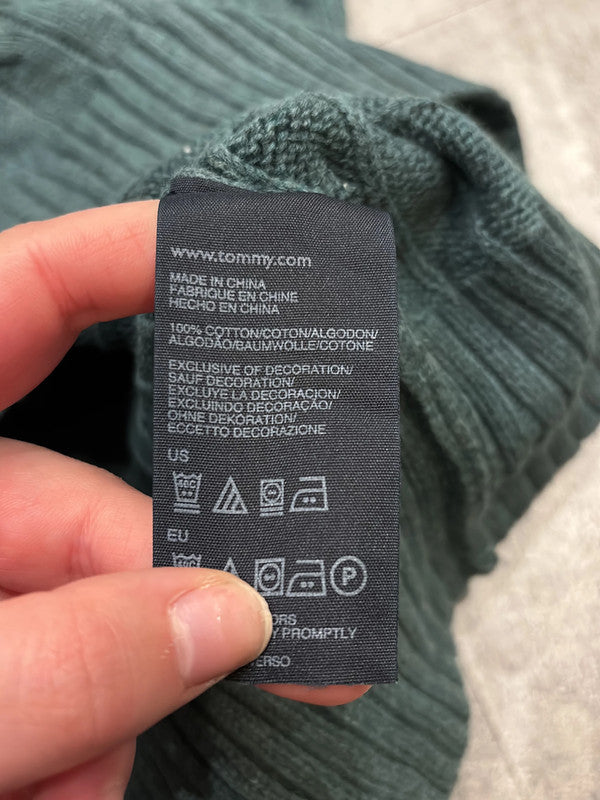 www.tommy.com
MADE IN CHINA
FABRIQUE EN CHINE
HECHO EN CHINA
100% COTTON/COTON/ALGODON/
ALGODÃO/BAUMWOLLE/COTONE
EXCLUSIVE OF DECORATION/
SAUF DECORATION/
EXCLUYE LA DECORACION/
EXCLUINDO DECORAÇÃO/
OHNE DEKORATION/
ECCETTO DECORAZIONE
US
EU
P
PROMPTLY